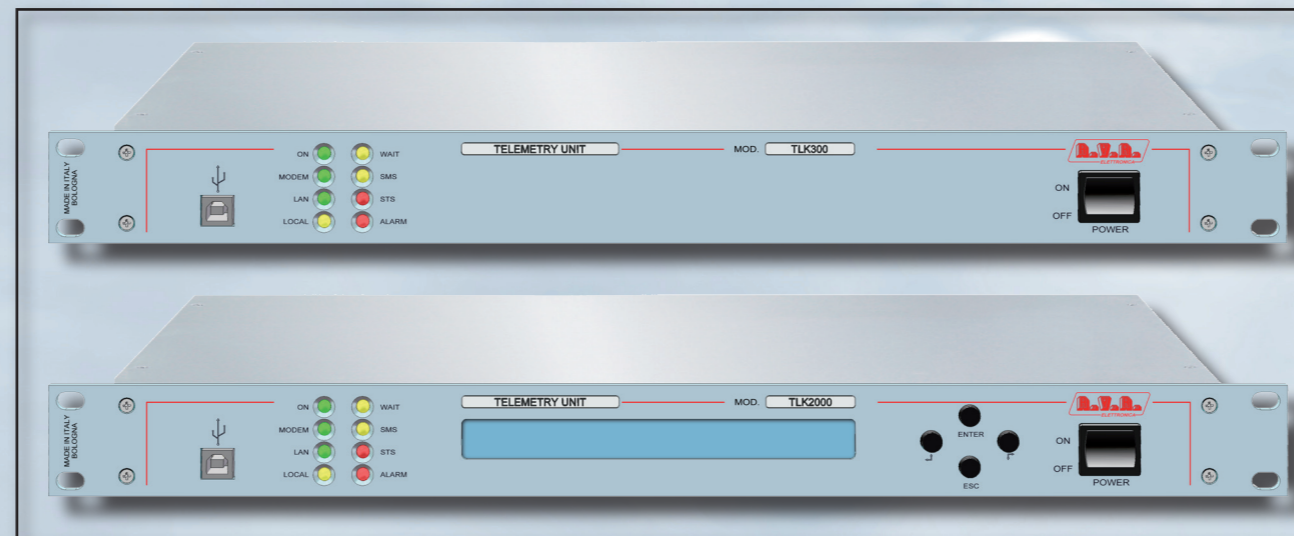 MADE IN ITALY
BOLOGNA
ON WAIT
MODEM SMS
LAN STS
LOCAL ALARM
TELEMETRY UNIT MOD. TLK300
R.V.R.
ELETTRONICA
ON
OFF
POWER
MADE IN ITALY
BOLOGNA
ON WAIT
MODEM SMS
LAN STS
LOCAL ALARM
TELEMETRY UNIT MOD. TLK2000
ENTER
ESC
R.V.R.
ELETTRONICA
ON
OFF
POWER